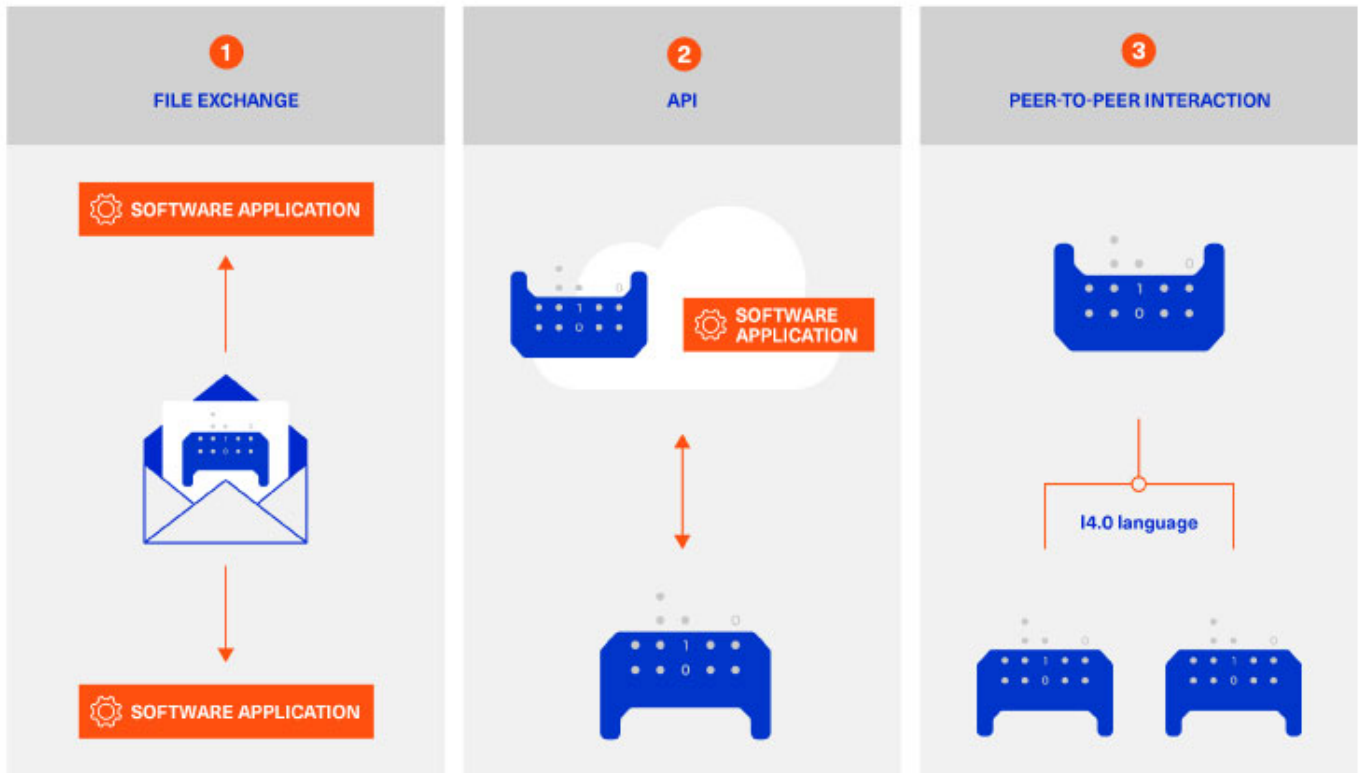 1
FILE EXCHANGE
SOFTWARE APPLICATION
0
1
0
SOFTWARE APPLICATION
2
API
0
1
0
SOFTWARE
APPLICATION
0
1
0
3
PEER-TO-PEER INTERACTION
0
1
0
I4.0 language
0
1
0
0
1
0